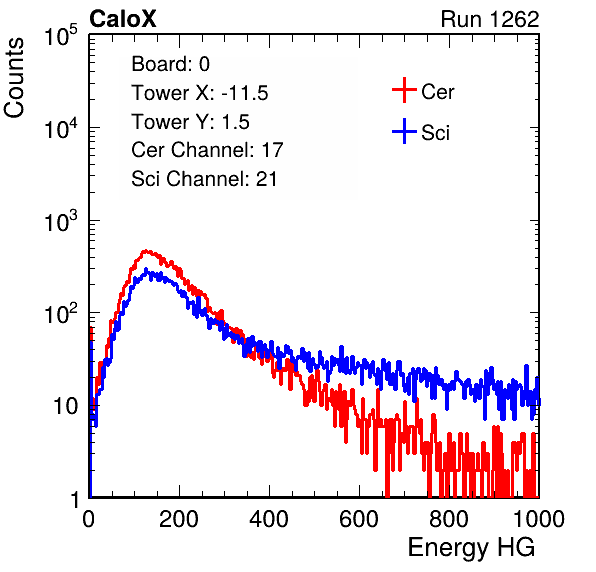 CaloX Run 1262
Counts
10^5
10^4
10^3
10^2
10
1
Board: 0
Tower X: -11.5
Tower Y: 1.5
Cer Channel: 17
Sci Channel: 21
Cer
Sci
0 200 400 600 800 1000
Energy HG